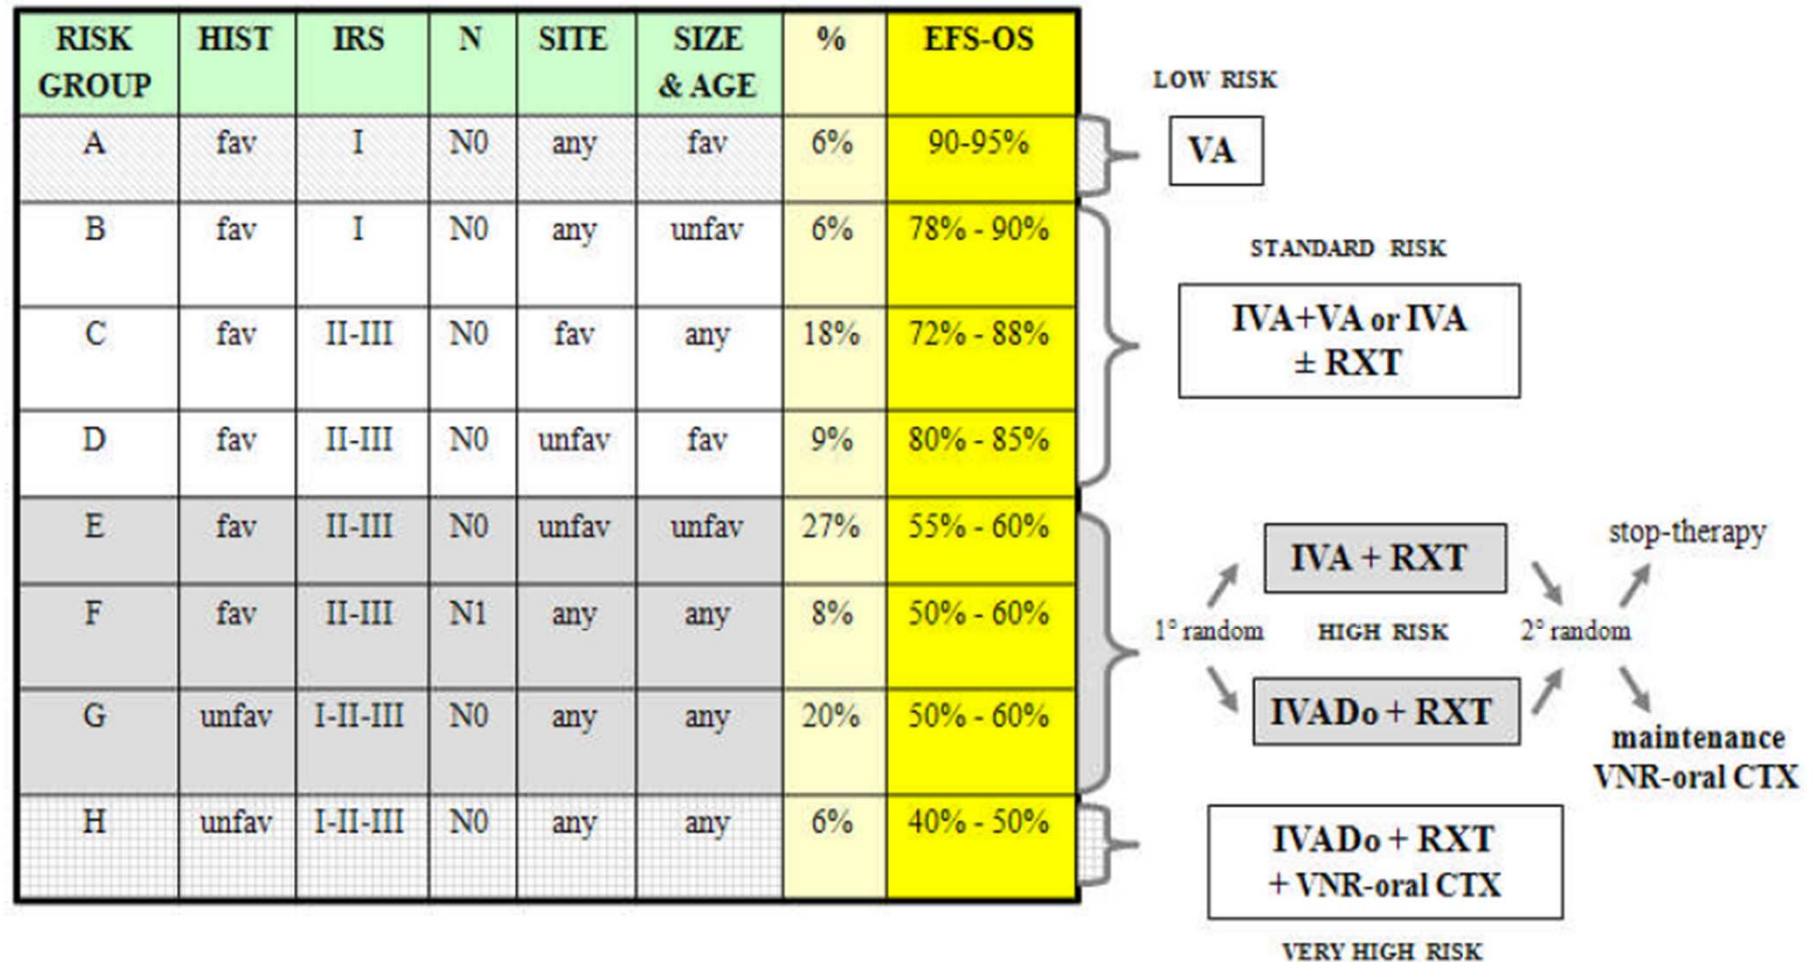 RISK GROUP HIST IRS N SITE SIZE & AGE % EFS-OS
A fav I N0 any fav 6% 90-95%
B fav I N0 any unfav 6% 78% - 90%
C fav II-III N0 fav any 18% 72% - 88%
D fav II-III N0 unfav fav 9% 80% - 85%
E fav II-III N0 unfav unfav 27% 55% - 60%
F fav II-III N1 any any 8% 50% - 60%
G unfav I-II-III N0 any any 20% 50% - 60%
H unfav I-II-III N0 any any 6% 40% - 50%
LOW RISK
VA
STANDARD RISK
IVA+VA or IVA
± RXT
1° random
IVA + RXT
HIGH RISK
IVADo + RXT
2° random
stop-therapy
maintenance
VNR-oral CTX
IVADo + RXT
+ VNR-oral CTX
VERY HIGH RISK